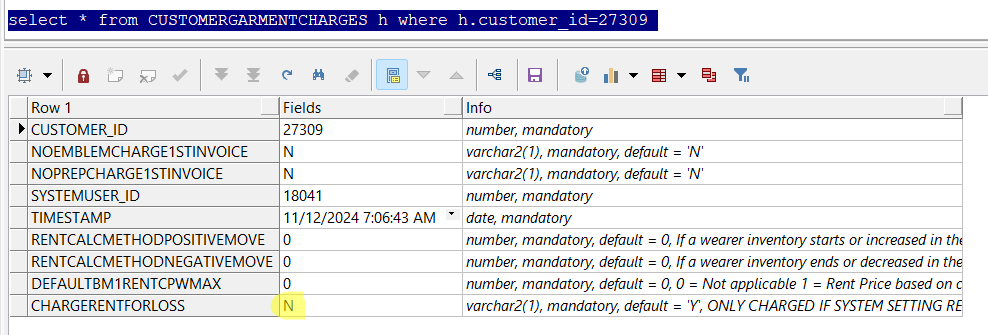 select * from CUSTOMERGARMENTCHARGES h where h.customer_id=27309
Row 1 Fields Info
CUSTOMER_ID 27309 number, mandatory
NOEMBLEMCHARGE1STINVOICE N varchar2(1), mandatory, default = 'N'
NOPREPCHARGE1STINVOICE N varchar2(1), mandatory, default = 'N'
SYSTEMUSER_ID 18041 number, mandatory
TIMESTAMP 11/12/2024 7:06:43 AM date, mandatory
RENTCALCMETHODPOSITIVEMOVE 0 number, mandatory, default = 0, If a wearer inventory starts or increased in the
RENTCALCMETHODNEGATIVEMOVE 0 number, mandatory, default = 0, If a wearer inventory ends or decreased in the
DEFAULTBM1RENTCPWMAX 0 number, mandatory, default = 0, 0 = Not applicable 1 = Rent Price based on c
CHARGERENTFORLOSS N varchar2(1), mandatory, default = 'Y', ONLY CHARGED IF SYSTEM SETTING RE